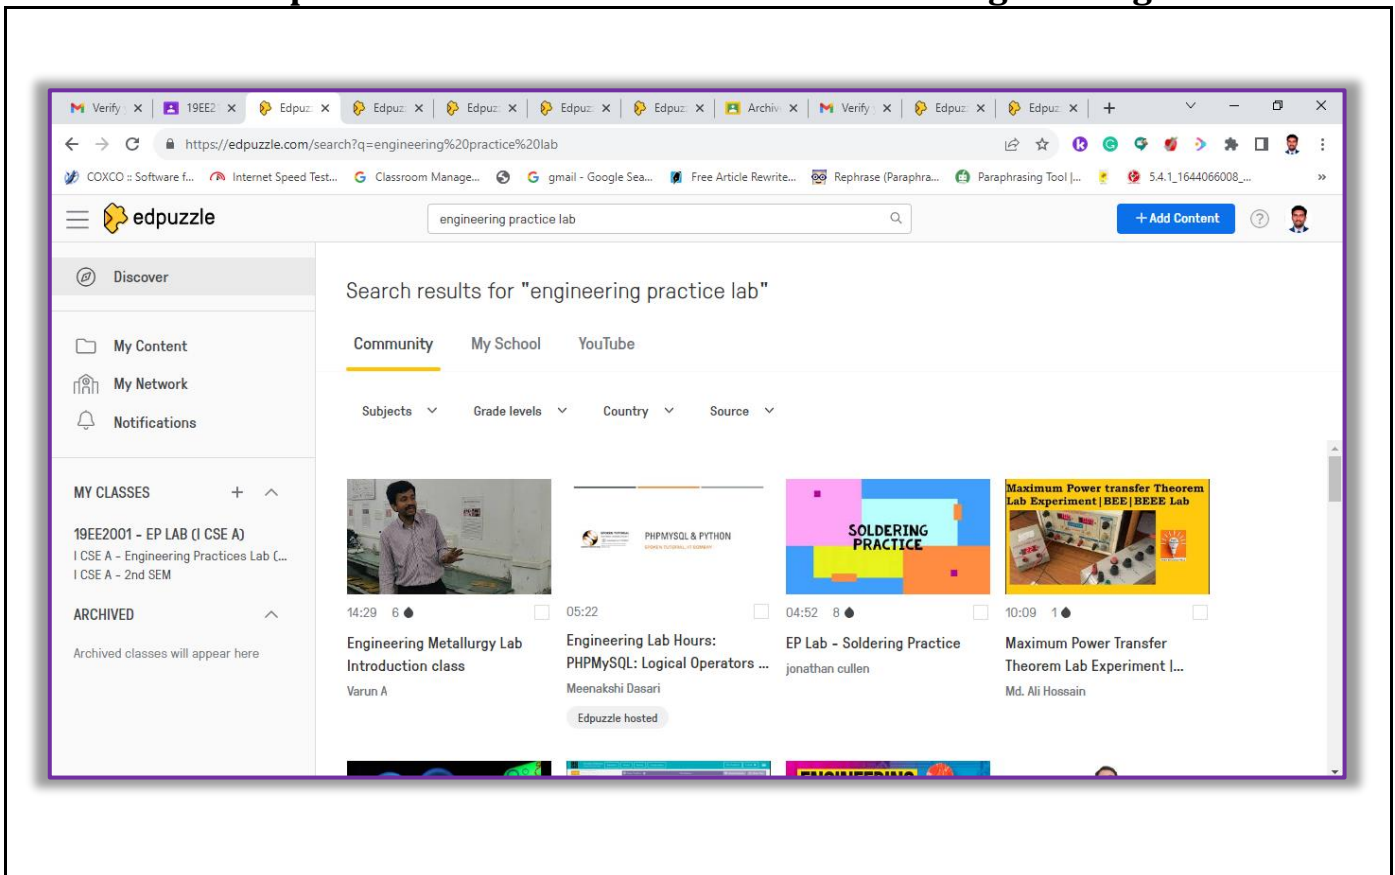 Verify
19EE2
Edpuz
Edpuz
Edpuz
Edpuz
Edpuz
Archiv
Verify
Edpuz
Edpuz
https://edpuzzle.com/search?q=engineering%20practice%20lab
COXCO :: Software f...
Internet Speed Test...
Classroom Manage...
gmail - Google Sea...
Free Article Rewrite...
Rephrase (Paraphra...
Paraphrasing Tool |...
5.4.1_1644066008_...
»
edpuzzle
engineering practice lab
+ Add Content
?
Discover
My Content
My Network
Notifications
MY CLASSES +
19EE2001 - EP LAB (I CSE A)
I CSE A - Engineering Practices Lab (...
I CSE A - 2nd SEM
ARCHIVED
Archived classes will appear here
Search results for "engineering practice lab"
Community My School YouTube
Subjects Grade levels Country Source
14:29 6
Engineering Metallurgy Lab
Introduction class
Varun A
PHPMYSQL & PYTHON
05:22
Engineering Lab Hours:
PHPMySQL: Logical Operators ...
Meenakshi Dasari
Edpuzzle hosted
SOLDERING
PRACTICE
04:52 8
EP Lab - Soldering Practice
jonathan cullen
Maximum Power transfer Theorem
Lab Experiment | BEE | BEEE Lab
10:09 1
Maximum Power Transfer
Theorem Lab Experiment |...
Md. Ali Hossain